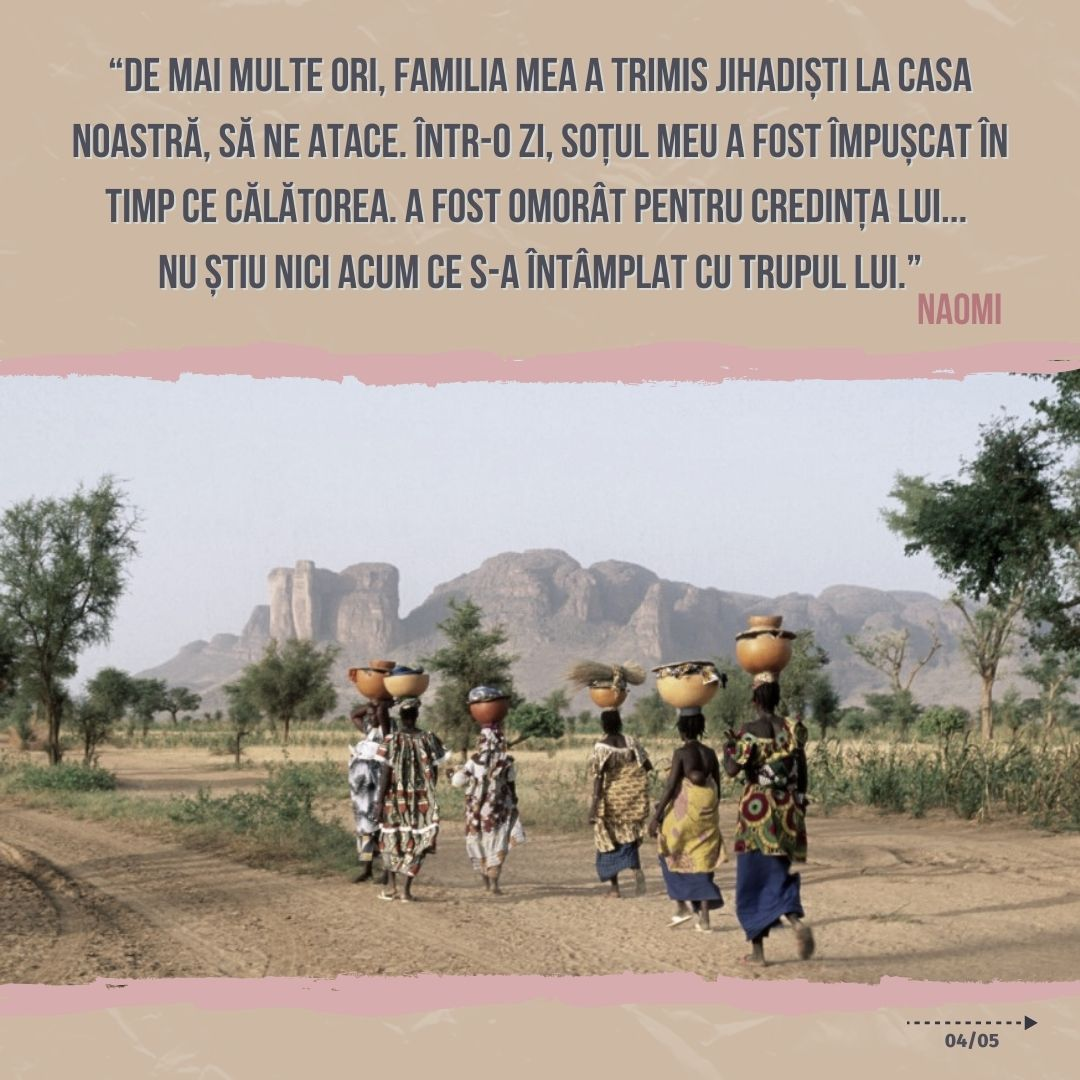 “DE MAI MULTE ORI, FAMILIA MEA A TRIMIS JIHADIȘTI LA CASA
NOASTRĂ, SĂ NE ATACE. ÎNTR-O ZI, SOȚUL MEU A FOST ÎMPUȘCAT ÎN
TIMP CE CĂLĂTOREA. A FOST OMORÂT PENTRU CREDINȚA LUI...
NU ȘTIU NICI ACUM CE S-A ÎNTÂMPLAT CU TRUPUL LUI.”
NAOMI
04/05